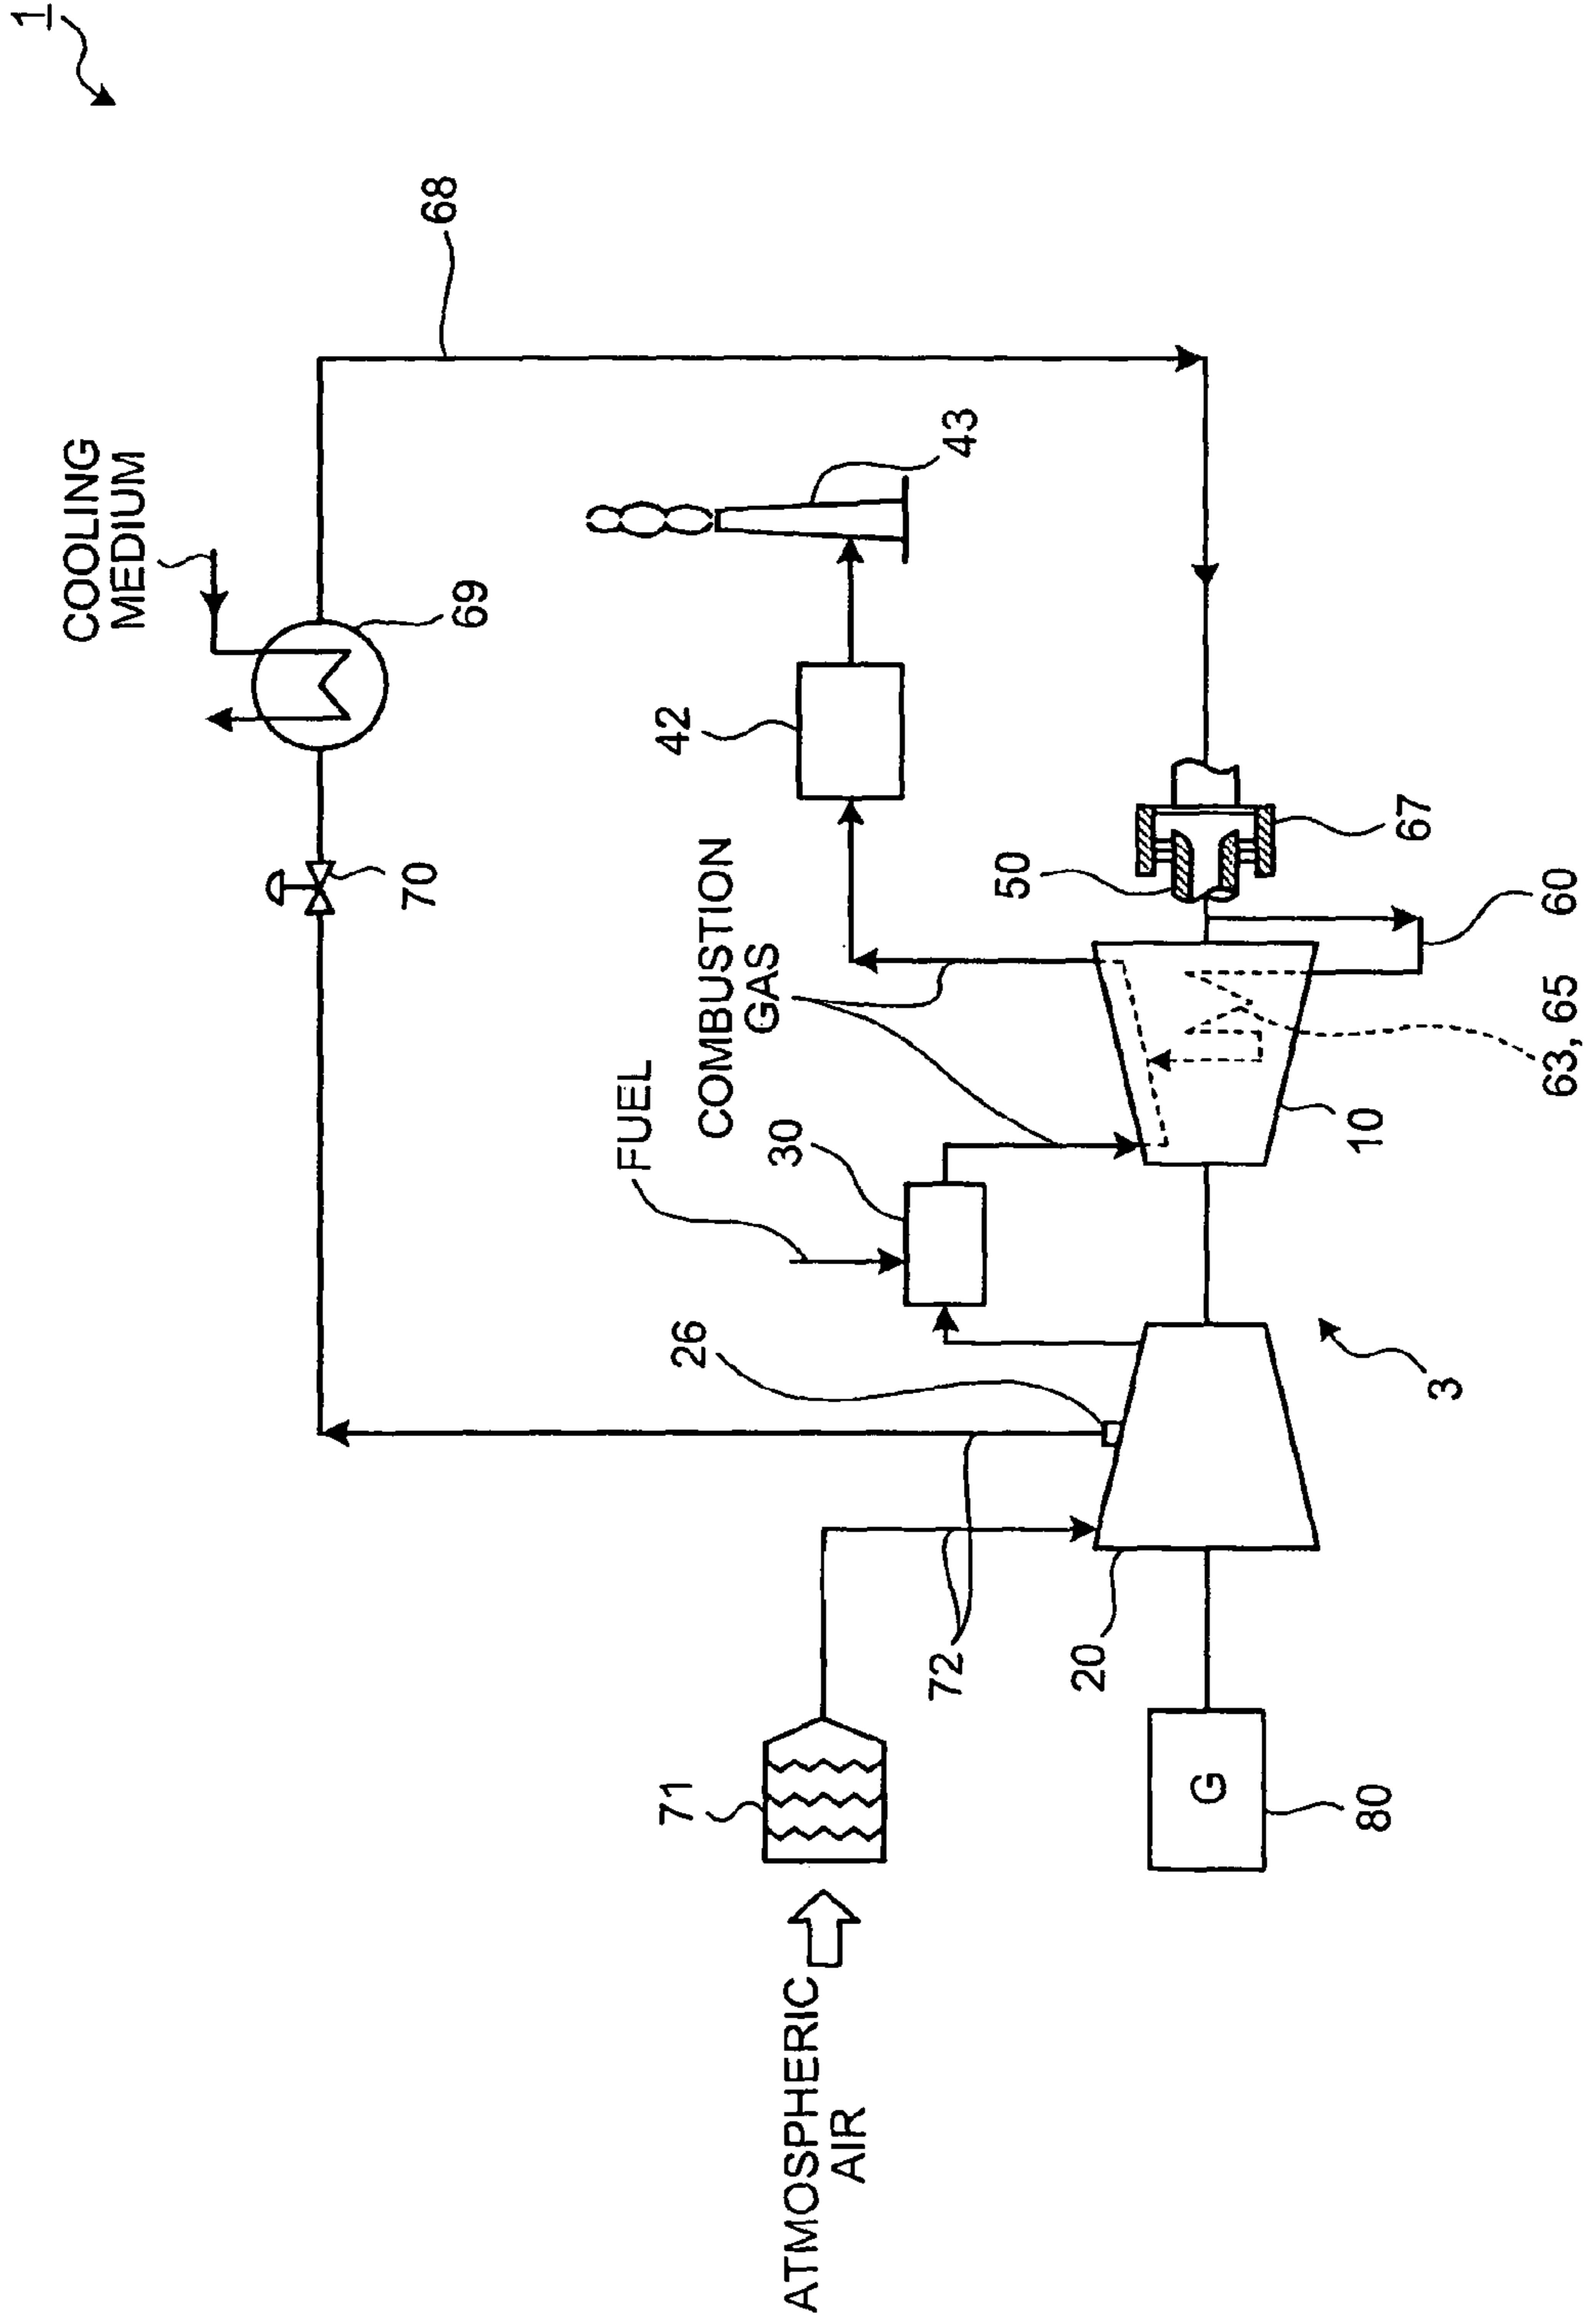 1
68
COOLING
MEDIUM
69
43
42
70
67
50
COMBUSTION
GAS
60
63, 65
FUEL
30
10
26
3
72
20
71
G
80
ATMOSPHERIC
AIR